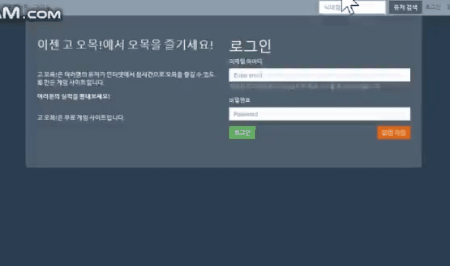 AM.COM
닉네임
유저 검색
로그인
이젠 고 오목!에서 오목을 즐기세요!
고 오목!은 여러명의 유저가 인터넷에서 실시간으로 오목을 즐길 수 있도
록 만든 게임 사이트입니다.
여러분의 실력을 뽐내보세요!
고 오목!은 무료 게임 사이트입니다.
로그인
이메일 아이디
Enter email
비밀번호
Password
로그인
회원 가입